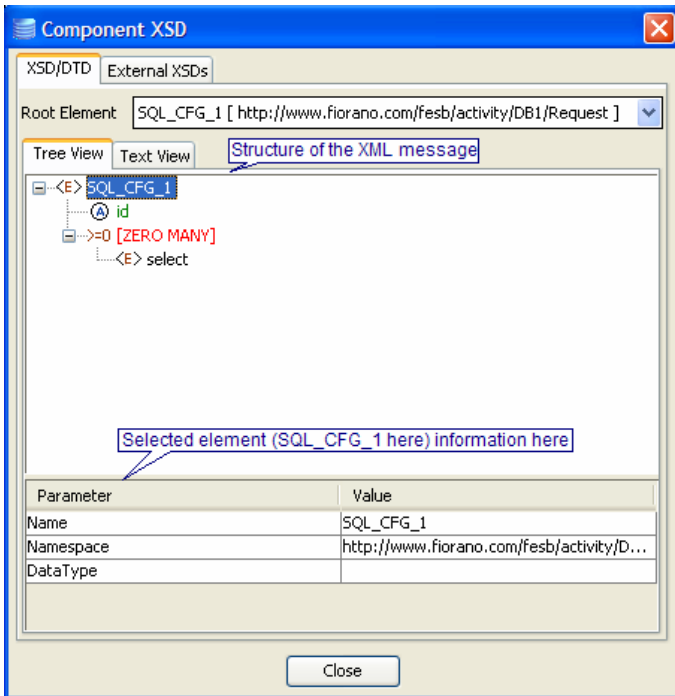 Component XSD
XSD/DTD External XSDs
Root Element SQL_CFG_1 [ http://www.fiorano.com/fesb/activity/DB1/Request ]
Tree View Text View Structure of the XML message
<E> SQL_CFG_1
A id
>=0 [ZERO MANY]
<E> select
Selected element (SQL_CFG_1 here) information here
Parameter Value
Name SQL_CFG_1
Namespace http://www.fiorano.com/fesb/activity/D...
DataType
Close